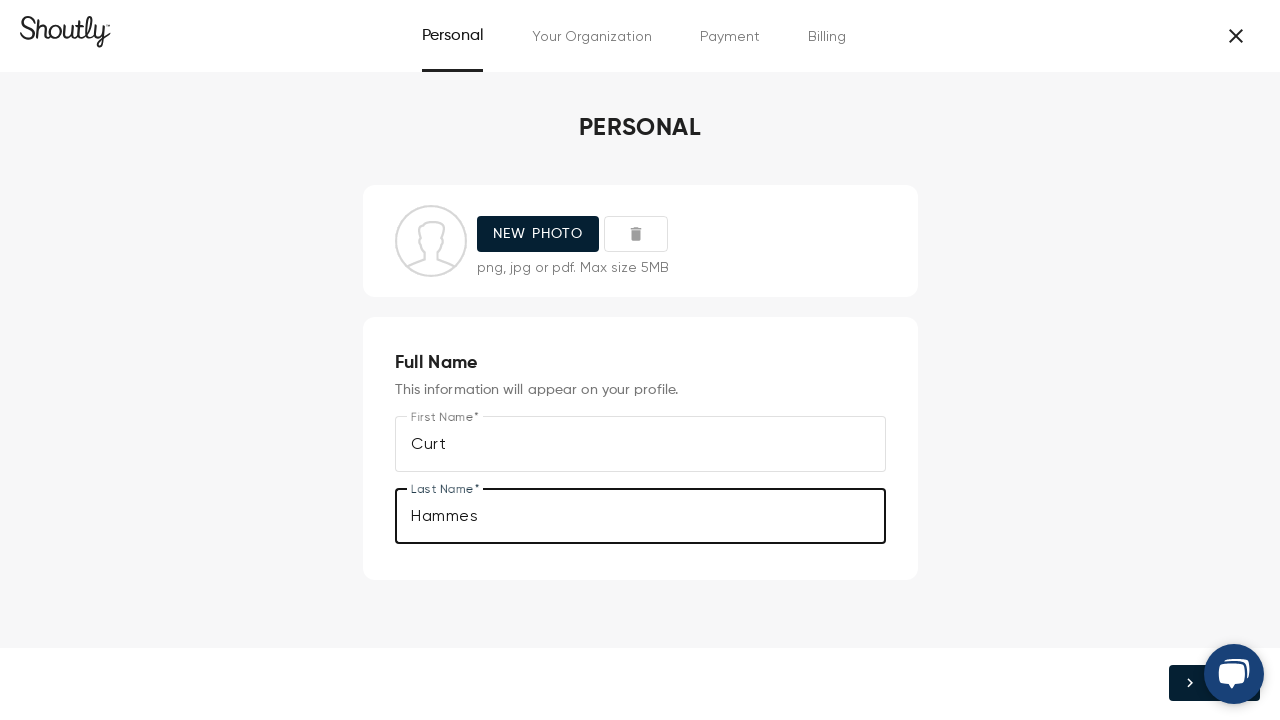 Shoutly™
Personal
Your Organization
Payment
Billing
PERSONAL
NEW PHOTO
png, jpg or pdf. Max size 5MB
Full Name
This information will appear on your profile.
First Name*
Curt
Last Name*
Hammes